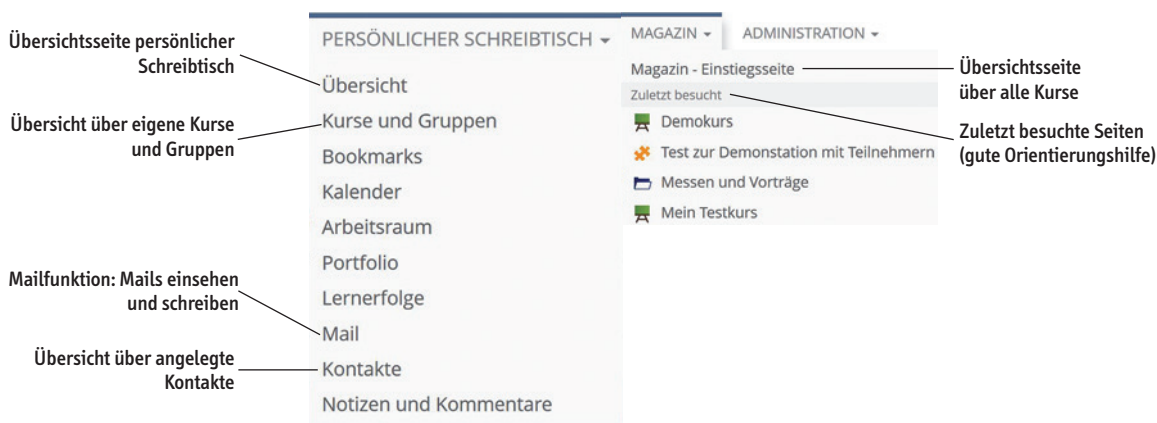 Übersichtsseite persönlicher
Schreibtisch
Übersicht über eigene Kurse
und Gruppen
Mailfunktion: Mails einsehen
und schreiben
Übersicht über angelegte
Kontakte
PERSÖNLICHER SCHREIBTISCH
Übersicht
Kurse und Gruppen
Bookmarks
Kalender
Arbeitsraum
Portfolio
Lernerfolge
Mail
Kontakte
Notizen und Kommentare
MAGAZIN ADMINISTRATION
Magazin - Einstiegsseite
Zuletzt besucht
Demokurs
Test zur Demonstation mit Teilnehmern
Messen und Vorträge
Mein Testkurs
Übersichtsseite
über alle Kurse
Zuletzt besuchte Seiten
(gute Orientierungshilfe)